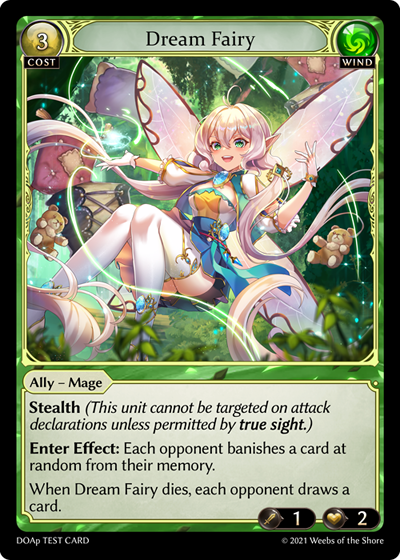 3
Dream Fairy
COST
WIND
Ally – Mage
Stealth (This unit cannot be targeted on attack
declarations unless permitted by true sight.)
Enter Effect: Each opponent banishes a card at
random from their memory.
When Dream Fairy dies, each opponent draws a
card.
1
2
DOAp TEST CARD
© 2021 Weebs of the Shore